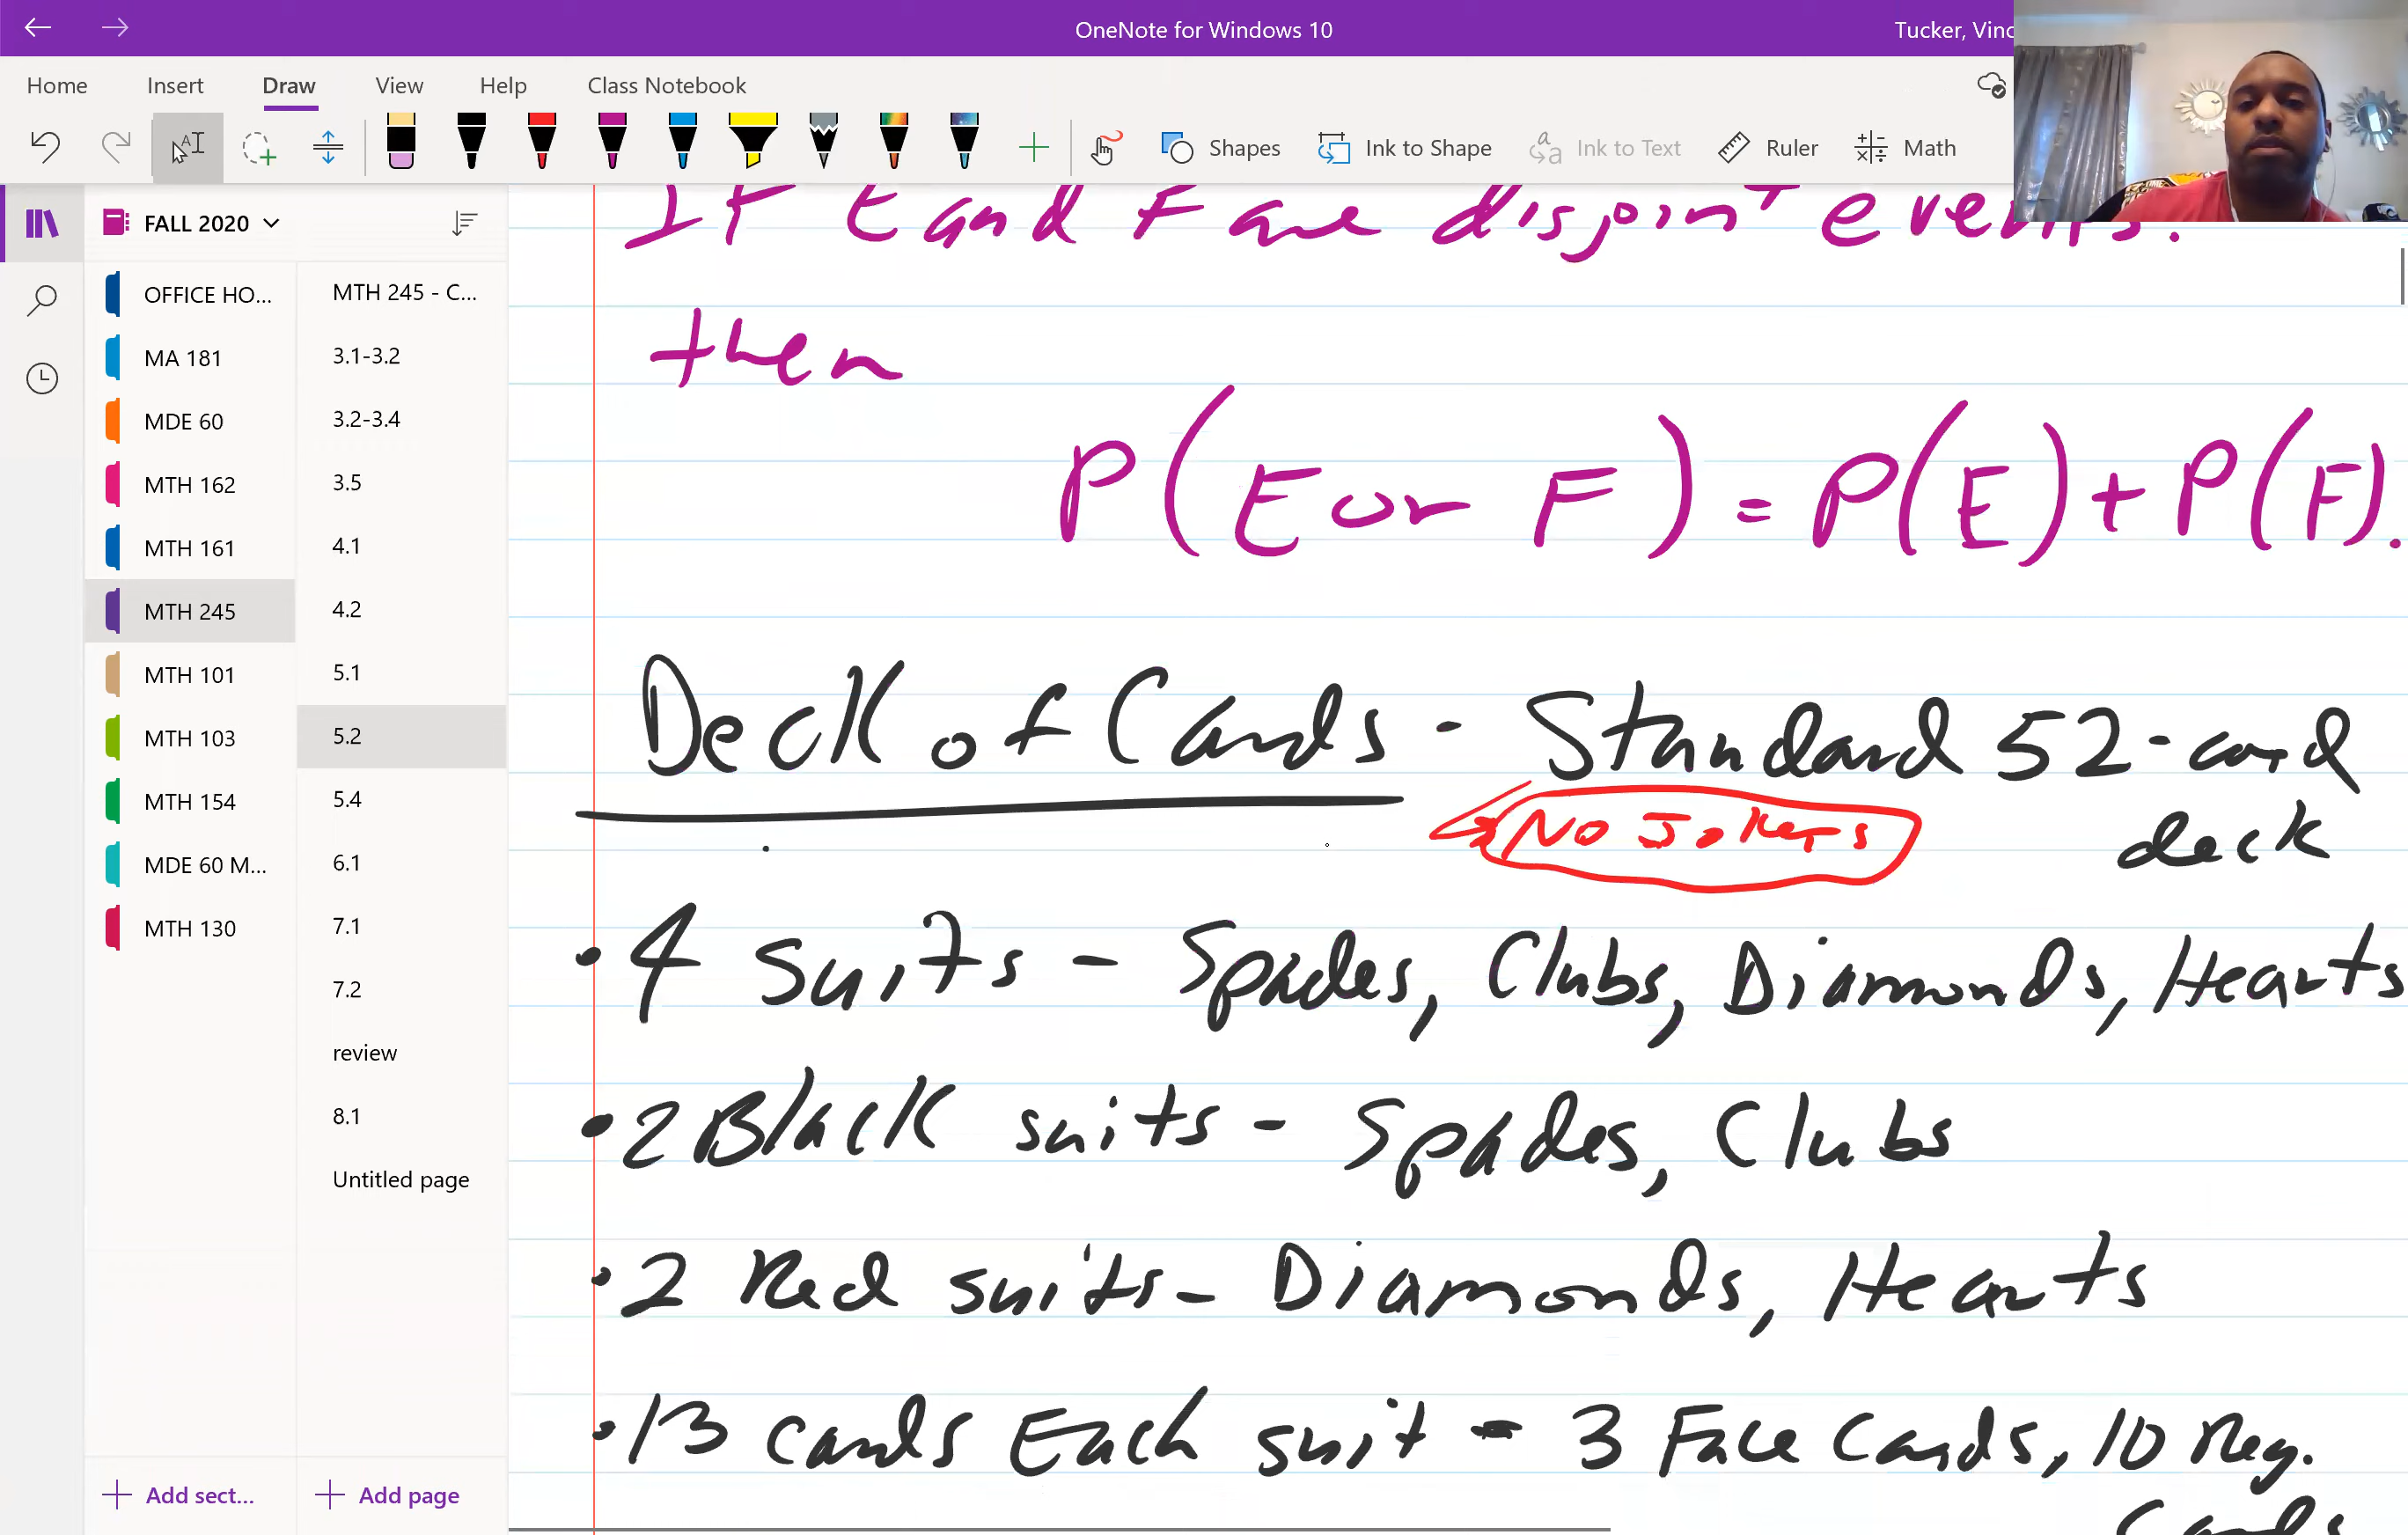 OneNote for Windows 10
Tucker, Vinc
Home Insert Draw View Help Class Notebook
Shapes Ink to Shape Ink to Text Ruler Math
FALL 2020
OFFICE HO...
MA 181
MDE 60
MTH 162
MTH 161
MTH 245
MTH 101
MTH 103
MTH 154
MDE 60 M...
MTH 130
Add sect...
MTH 245 - C...
3.1-3.2
3.2-3.4
3.5
4.1
4.2
5.1
5.2
5.4
6.1
7.1
7.2
review
8.1
Untitled page
Add page
If E and F are disjoint events.
then
P(E or F) = P(E) + P(F).
Deck of Cards - Standard 52-card
deck
No Jokers
• 4 suits - Spades, Clubs, Diamonds, Hearts
• 2 Black suits - Spades, Clubs
• 2 Red suits - Diamonds, Hearts
• 13 cards Each suit - 3 Face Cards, 10 Reg.
Cards